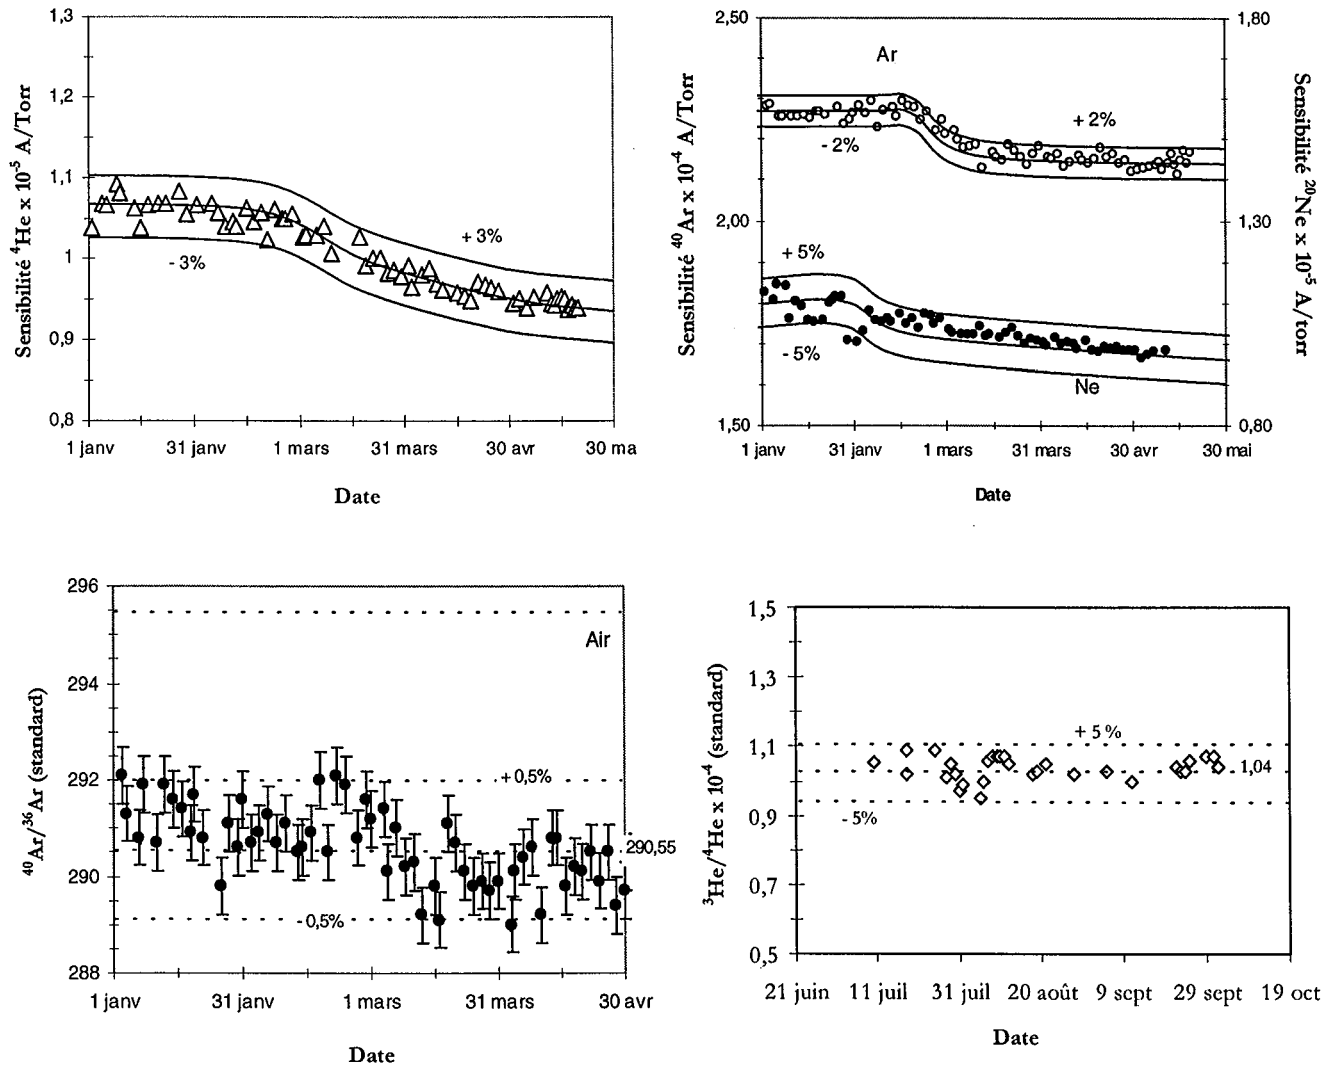 1,3
1,2
1,1
1
0,9
0,8
Sensibilité ⁴He x 10⁻⁵ A/Torr
+ 3%
- 3%
1 janv
31 janv
1 mars
31 mars
30 avr
30 ma
Date
2,50
2,00
1,50
Sensibilité ⁴⁰Ar x 10⁻⁴ A/Torr
1,80
1,30
0,80
Sensibilité ²⁰Ne x 10⁻⁵ A/torr
Ar
+ 2%
- 2%
+ 5%
- 5%
Ne
1 janv
31 janv
1 mars
31 mars
30 avr
30 mai
Date
296
294
292
290
288
⁴⁰Ar/³⁶Ar (standard)
Air
+ 0,5%
290,55
- 0,5%
1 janv
31 janv
1 mars
31 mars
30 avr
Date
1,5
1,3
1,1
0,9
0,7
0,5
³He/⁴He x 10⁻⁴ (standard)
+ 5 %
1,04
- 5%
21 juin
11 juil
31 juil
20 août
9 sept
29 sept
19 oct
Date